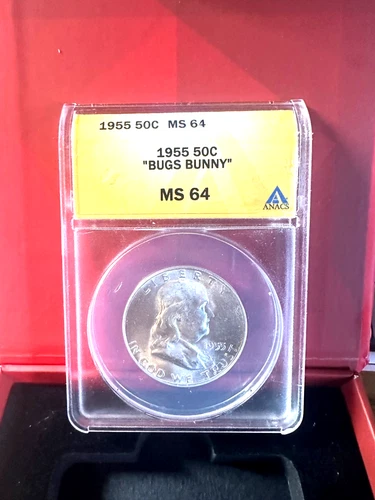 1955 50C MS 64
1955 50C
"BUGS BUNNY"
MS 64
ANACS
LIBERTY
1955
IN GOD WE TRUST